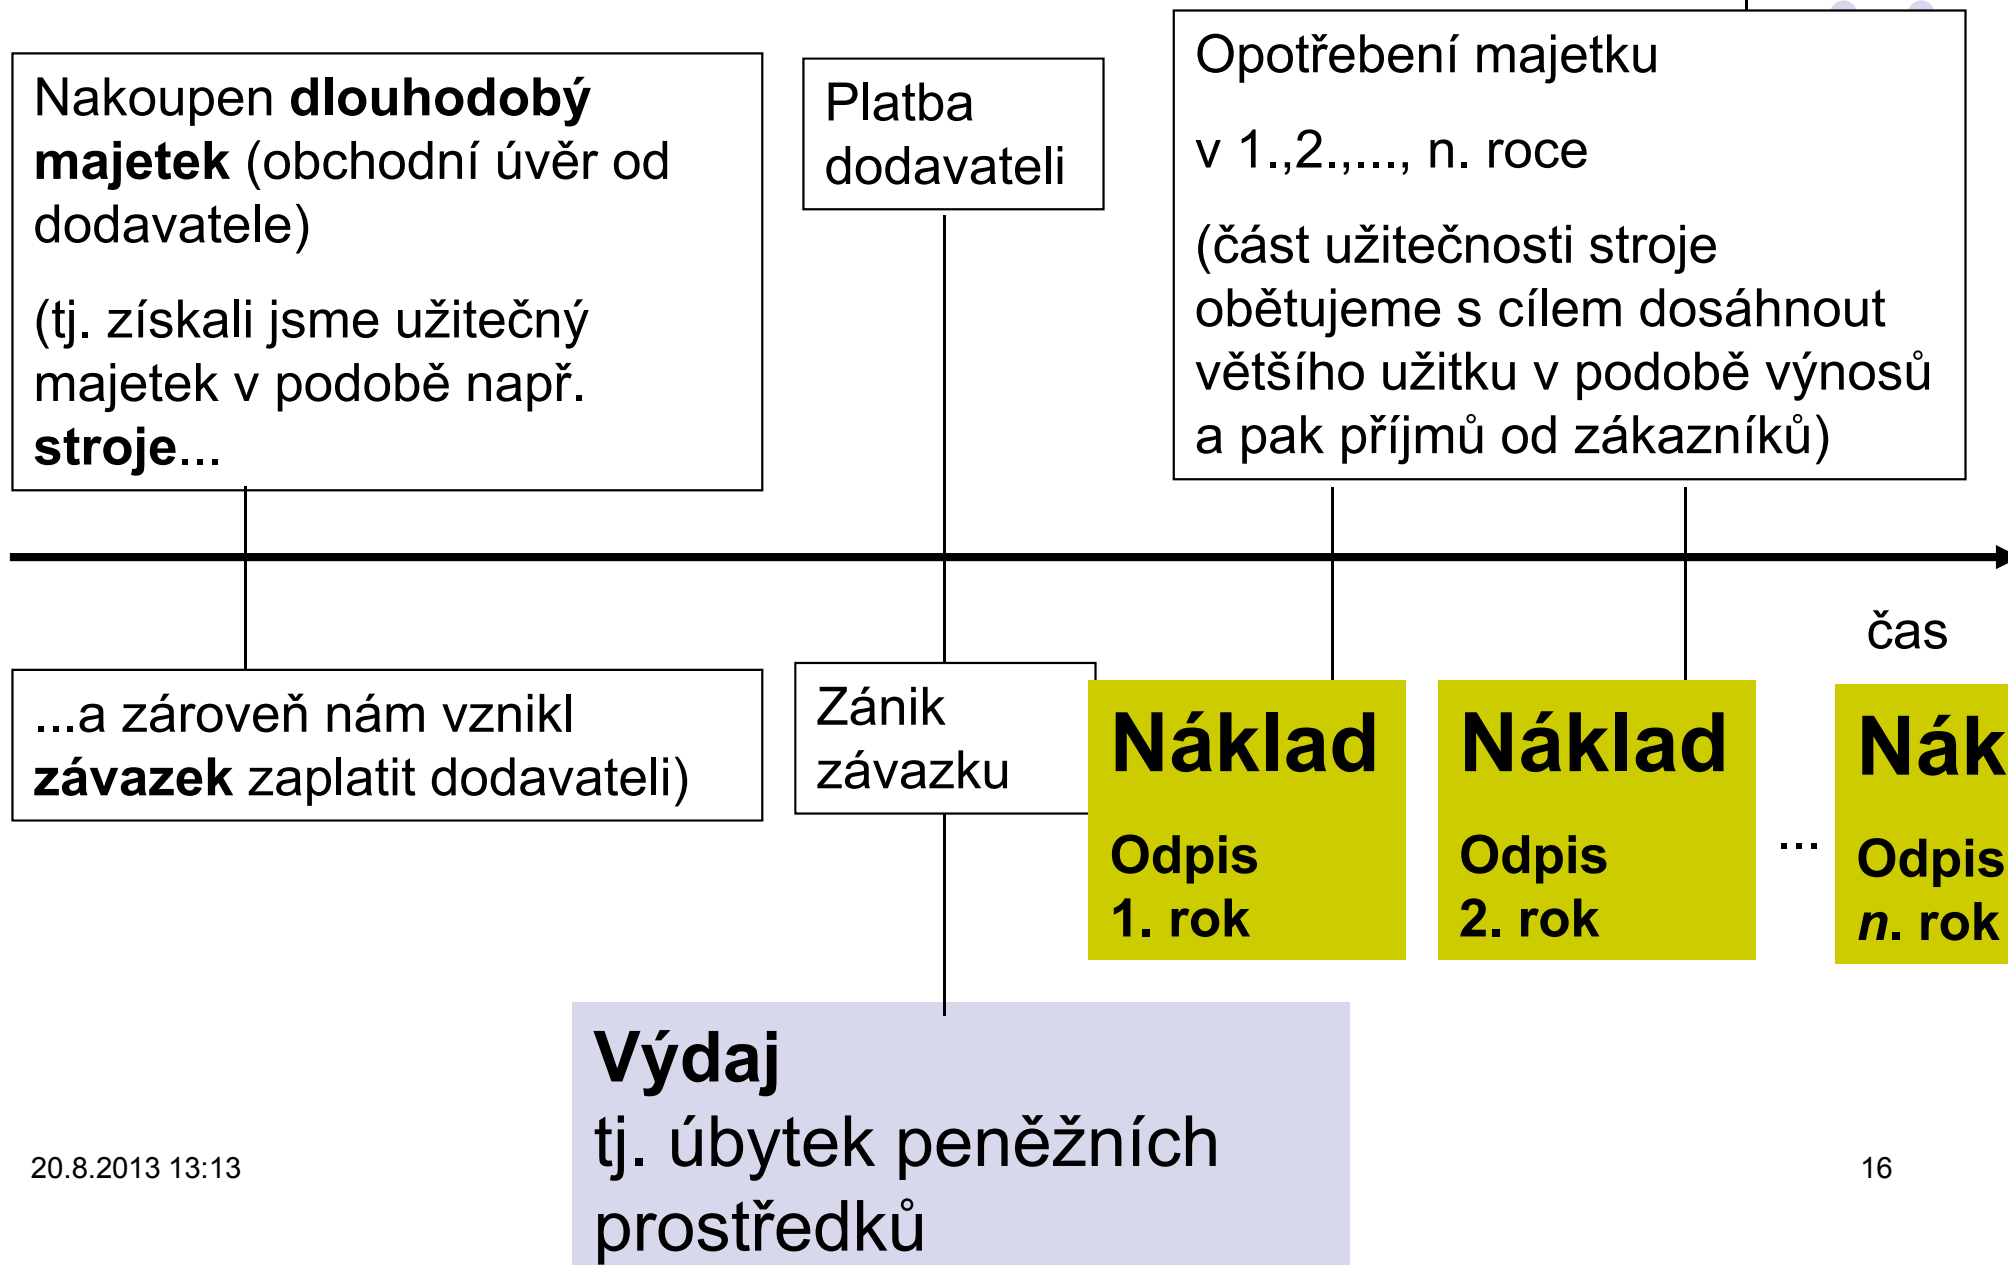 Nakoupen dlouhodobý
majetek (obchodní úvěr od
dodavatele)
(tj. získali jsme užitečný
majetek v podobě např.
stroje...
Platba
dodavateli
Opotřebení majetku
v 1.,2.,..., n. roce
(část užitečnosti stroje
obětujeme s cílem dosáhnout
většího užitku v podobě výnosů
a pak příjmů od zákazníků)
čas
...a zároveň nám vznikl
závazek zaplatit dodavateli)
Zánik
závazku
Náklad
Odpis
1. rok
Náklad
Odpis
2. rok
...
Nák
Odpis
n. rok
Výdaj
tj. úbytek peněžních
prostředků
20.8.2013 13:13
16